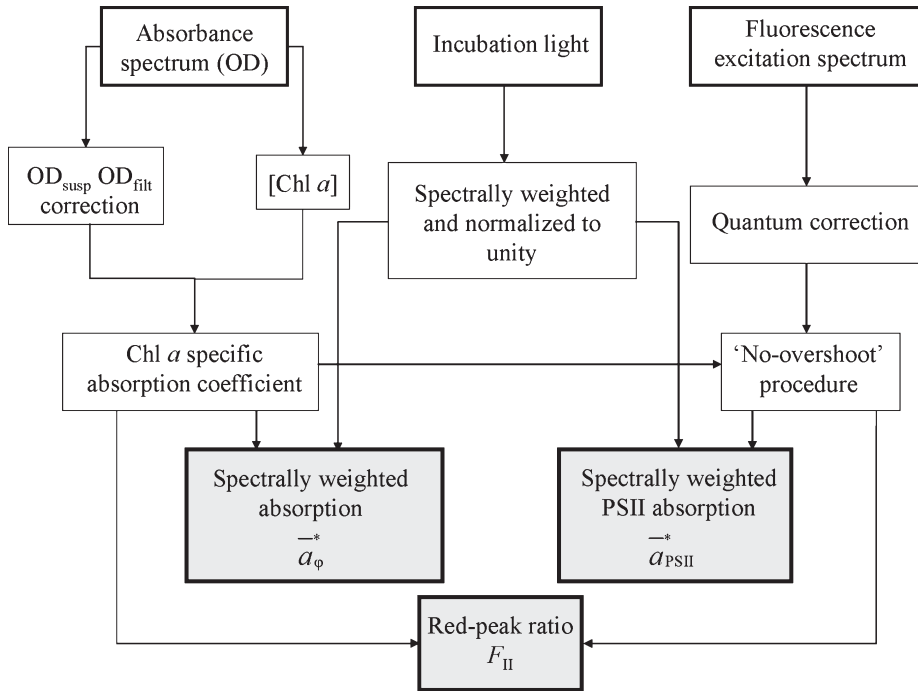 Absorbance
spectrum (OD)
Incubation light
Fluorescence
excitation spectrum
OD_susp OD_filt
correction
[Chl a]
Spectrally weighted
and normalized to
unity
Quantum correction
Chl a specific
absorption coefficient
‘No-overshoot’
procedure
Spectrally weighted
absorption
a̅*_φ
Spectrally weighted
PSII absorption
a̅*_PSII
Red-peak ratio
F_II